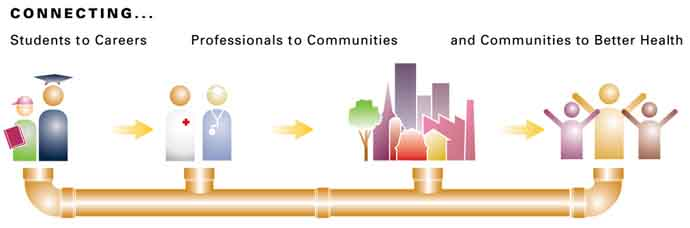 CONNECTING...
Students to Careers Professionals to Communities and Communities to Better Health